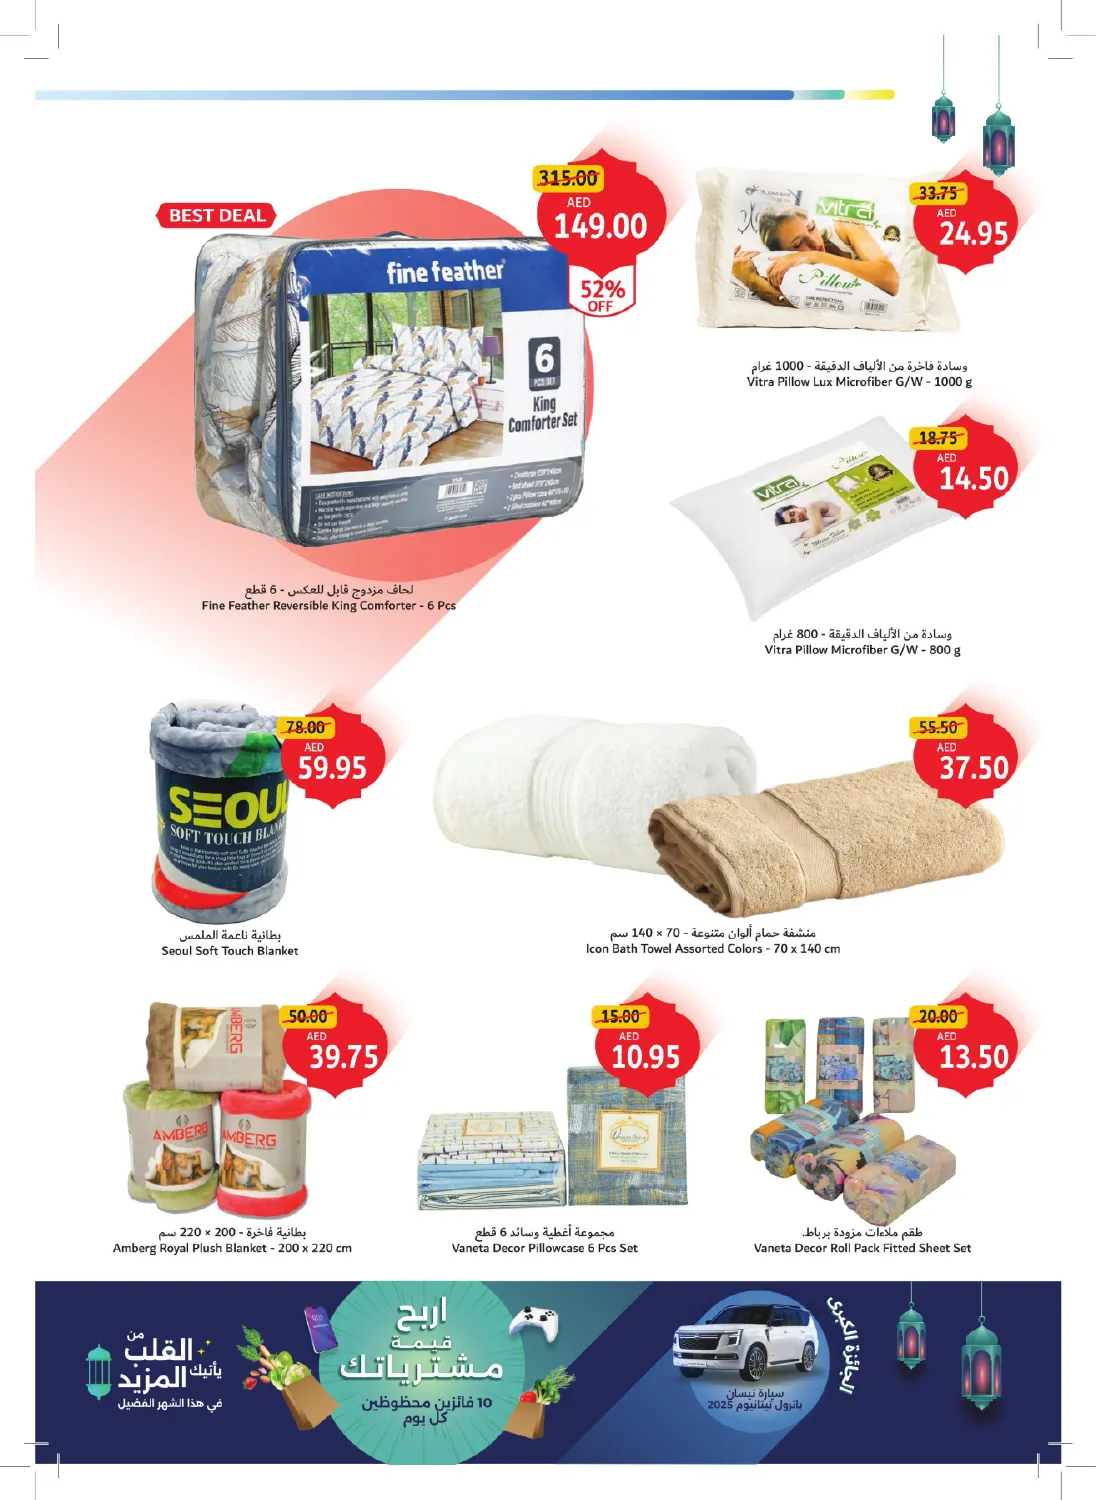 BEST DEAL
315.00
AED
149.00
52%
OFF
fine feather
6
PCS SET
King
Comforter Set
CARE INSTRUCTIONS
لحاف مزدوج قابل للعكس - 6 قطع
Fine Feather Reversible King Comforter - 6 Pcs
33.75
AED
24.95
vitra
Pillow
CARE INSTRUCTIONS
وسادة فاخرة من الألياف الدقيقة - 1000 غرام
Vitra Pillow Lux Microfiber G/W - 1000 g
18.75
AED
14.50
vitra
Pillow
وسادة من الألياف الدقيقة - 800 غرام
Vitra Pillow Microfiber G/W - 800 g
78.00
AED
59.95
SEOUL
SOFT TOUCH BLAN
بطانية ناعمة الملمس
Seoul Soft Touch Blanket
55.50
AED
37.50
منشفة حمام ألوان متنوعة - 70 × 140 سم
Icon Bath Towel Assorted Colors - 70 x 140 cm
50.00
AED
39.75
AMBERG
AMBERG
AMBERG
بطانية فاخرة - 200 × 220 سم
Amberg Royal Plush Blanket - 200 x 220 cm
15.00
AED
10.95
مجموعة أغطية وسائد 6 قطع
Vaneta Decor Pillowcase 6 Pcs Set
20.00
AED
13.50
طقم ملاءات مزودة برباط.
Vaneta Decor Roll Pack Fitted Sheet Set
من
القلب
يأتيك
المزيد
في هذا الشهر الفضيل
اربح
قيمة
مشترياتك
10 فائزين محظوظين
كل يوم
سيارة نيسان
باترول تيتانيوم 2025
الجائزة الكبرى